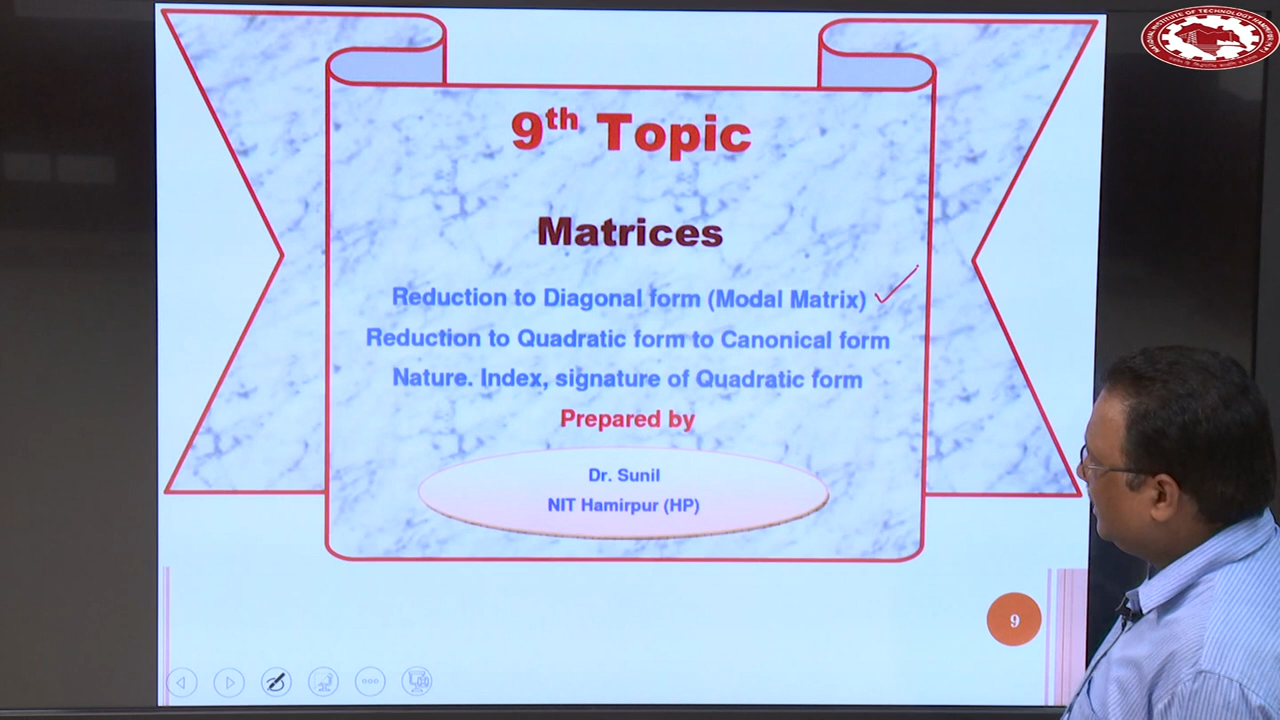 9th Topic
Matrices
Reduction to Diagonal form (Modal Matrix)
Reduction to Quadratic form to Canonical form
Nature. Index, signature of Quadratic form
Prepared by
Dr. Sunil
NIT Hamirpur (HP)
9